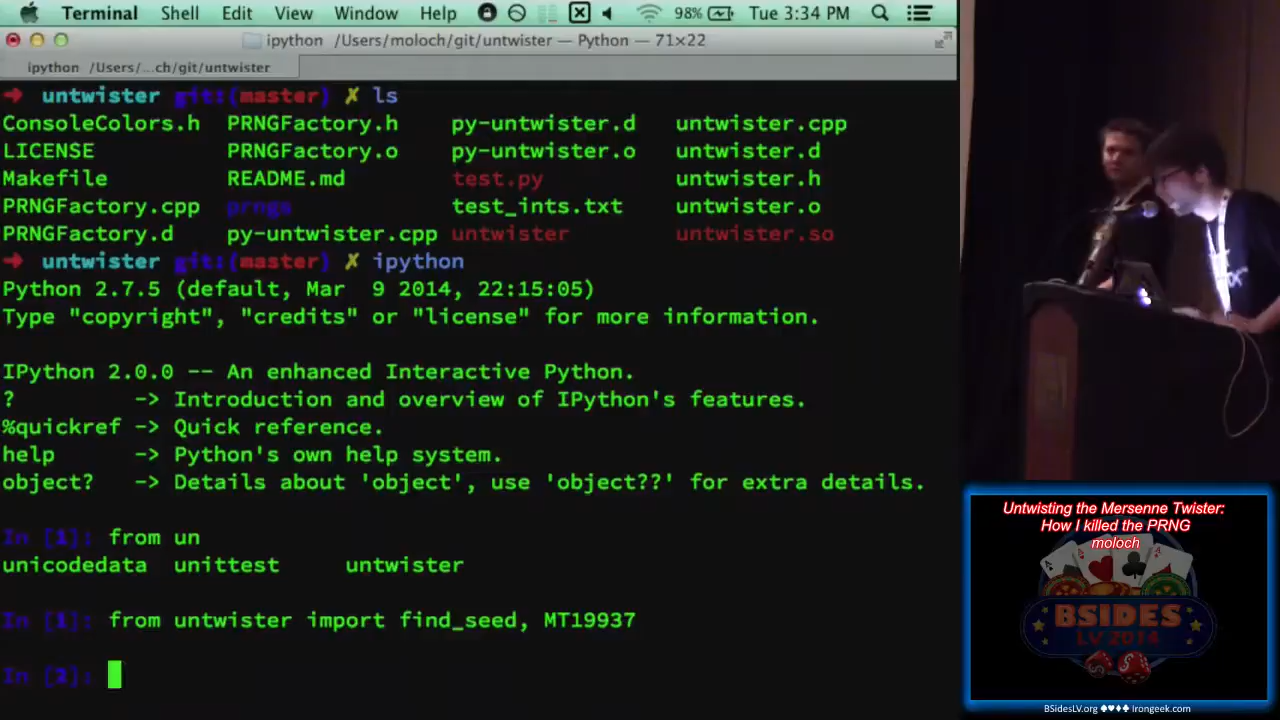 Terminal Shell Edit View Window Help 98% Tue 3:34 PM
ipython /Users/moloch/git/untwister — Python — 71×22
ipython /Users/...ch/git/untwister
➜ untwister git:(master) ✗ ls
ConsoleColors.h PRNGFactory.h py-untwister.d untwister.cpp
LICENSE PRNGFactory.o py-untwister.o untwister.d
Makefile README.md test.py untwister.h
PRNGFactory.cpp prngs test_ints.txt untwister.o
PRNGFactory.d py-untwister.cpp untwister untwister.so
➜ untwister git:(master) ✗ ipython
Python 2.7.5 (default, Mar 9 2014, 22:15:05)
Type "copyright", "credits" or "license" for more information.
IPython 2.0.0 -- An enhanced Interactive Python.
? -> Introduction and overview of IPython's features.
%quickref -> Quick reference.
help -> Python's own help system.
object? -> Details about 'object', use 'object??' for extra details.
In [1]: from un
unicodedata unittest untwister
In [1]: from untwister import find_seed, MT19937
In [2]:
Untwisting the Mersenne Twister:
How I killed the PRNG
moloch
BSIDES
LV 2014
BSidesLV.org ♠♥♦♣ Irongeek.com